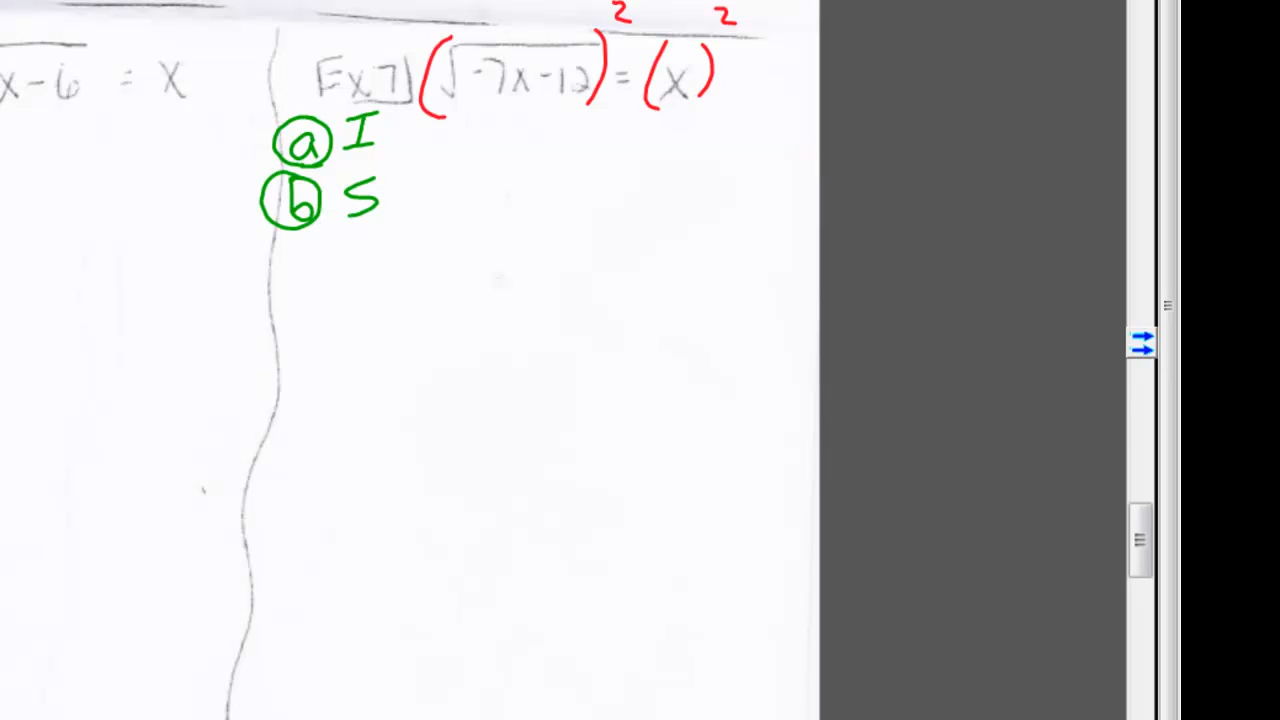 x-6 = x
Ex 7] (√-7x-12)² = (x)²
a I
b S